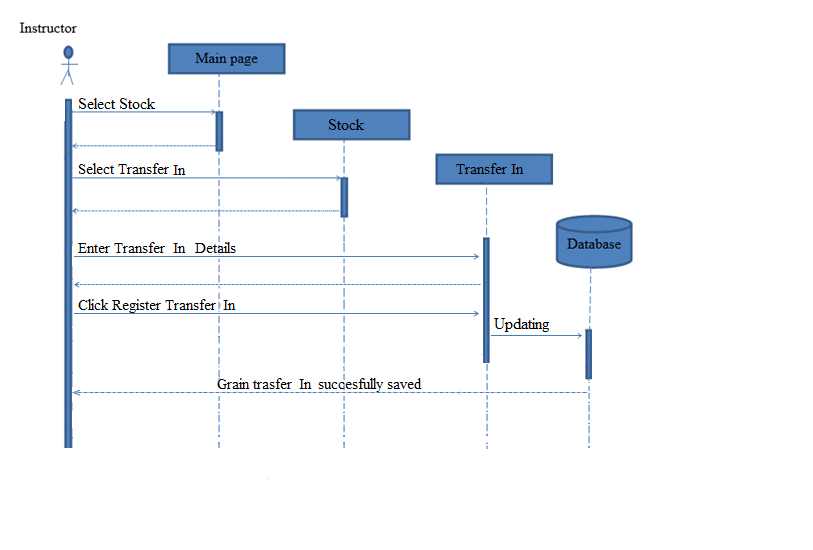 Instructor
Main page
Select Stock
Stock
Select Transfer In
Transfer In
Database
Enter Transfer In Details
Click Register Transfer In
Updating
Grain trasfer In succesfully saved